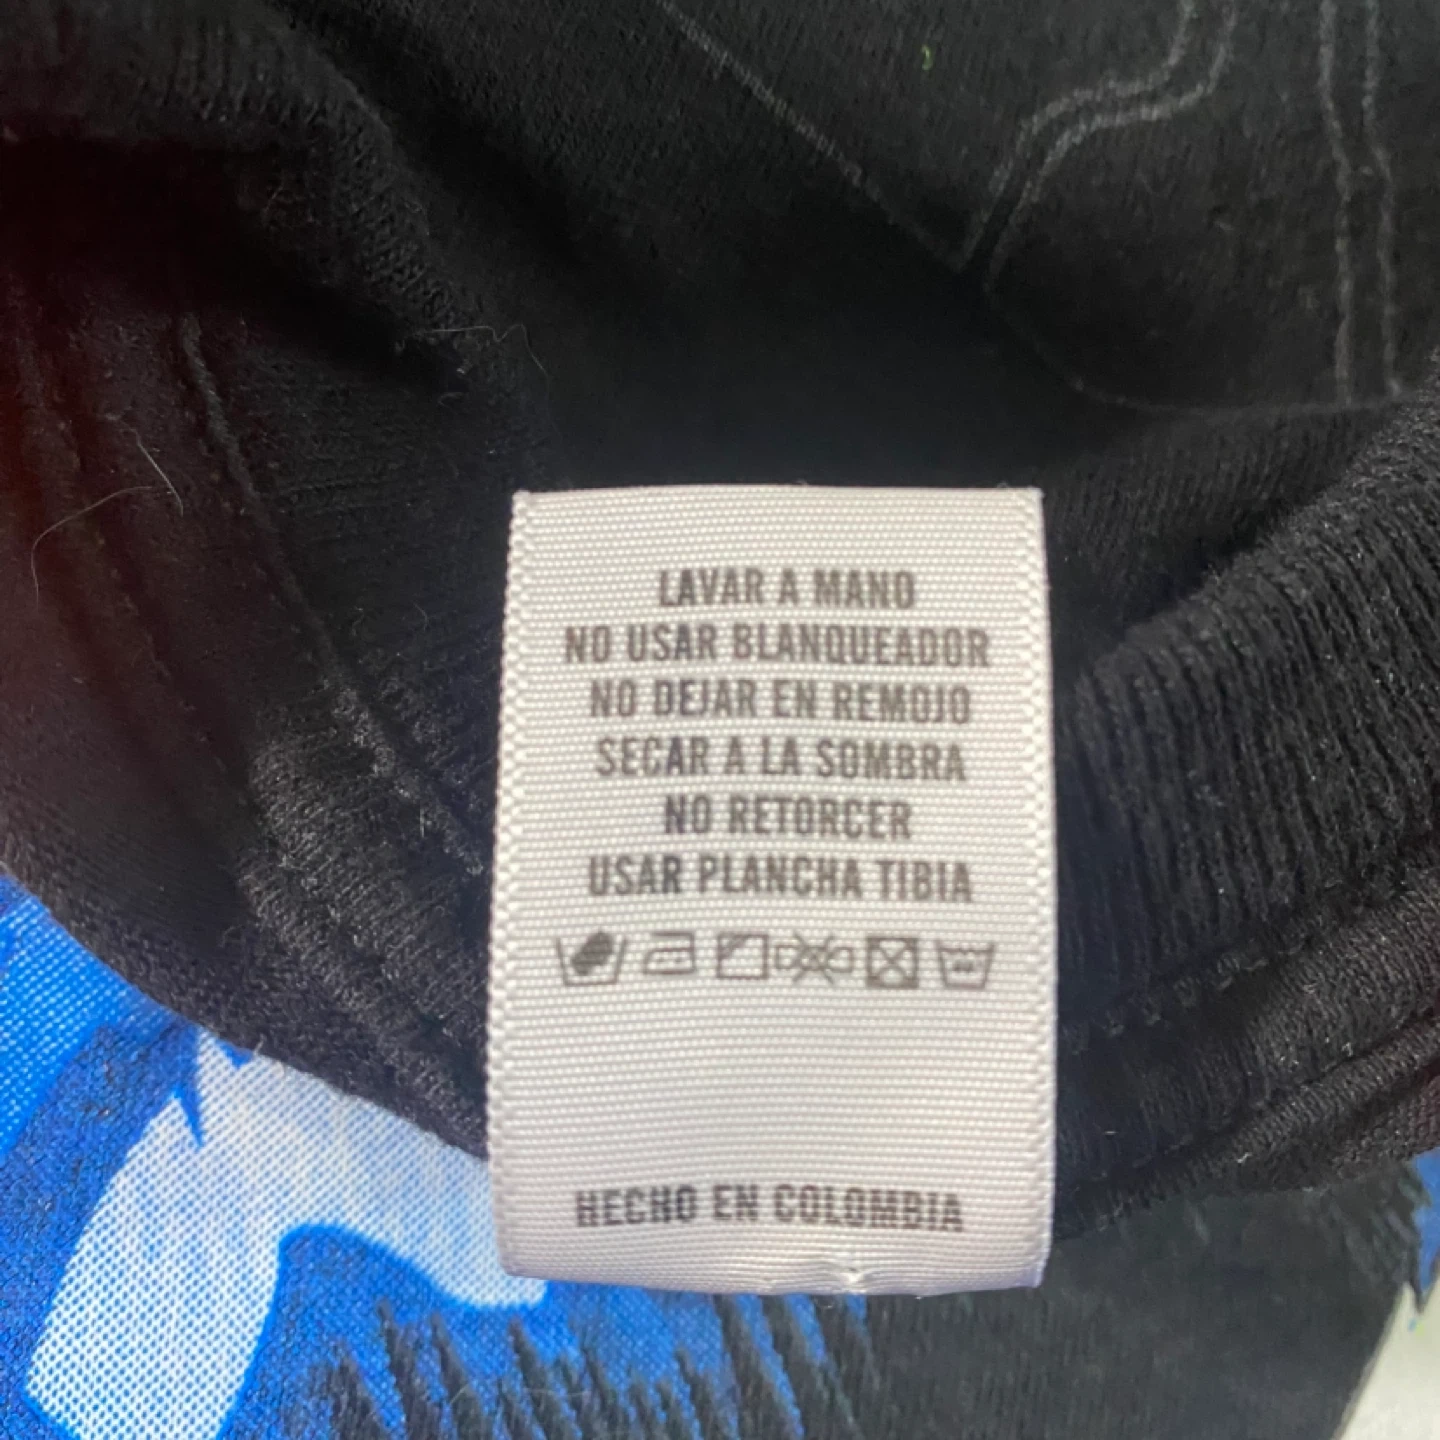 LAVAR A MANO
NO USAR BLANQUEADOR
NO DEJAR EN REMOJO
SECAR A LA SOMBRA
NO RETORCER
USAR PLANCHA TIBIA
HECHO EN COLOMBIA